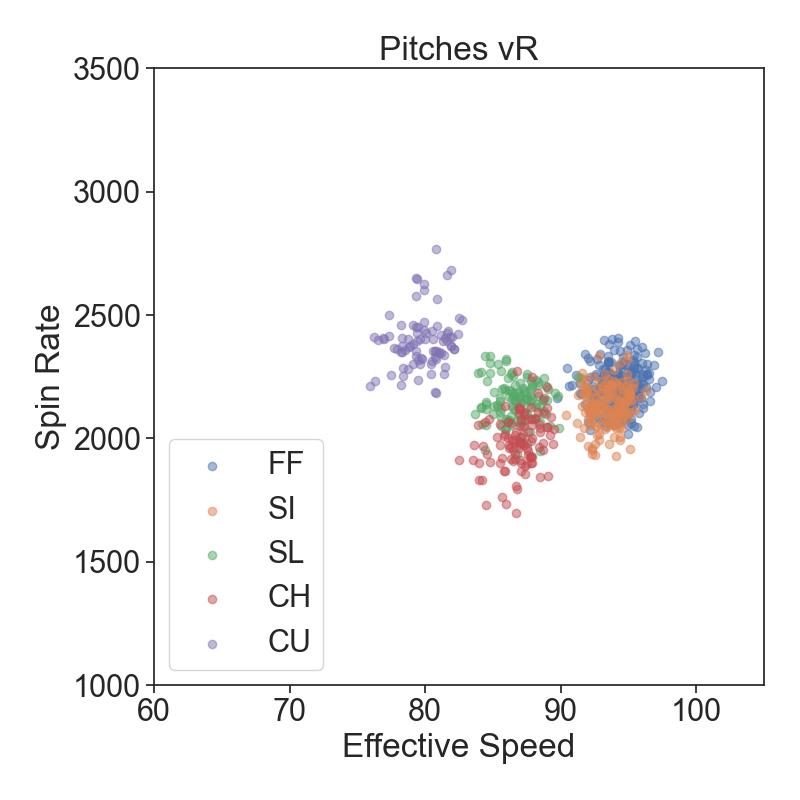 Pitches vR
3500
3000
2500
2000
1500
1000
Spin Rate
FF
SI
SL
CH
CU
60 70 80 90 100
Effective Speed